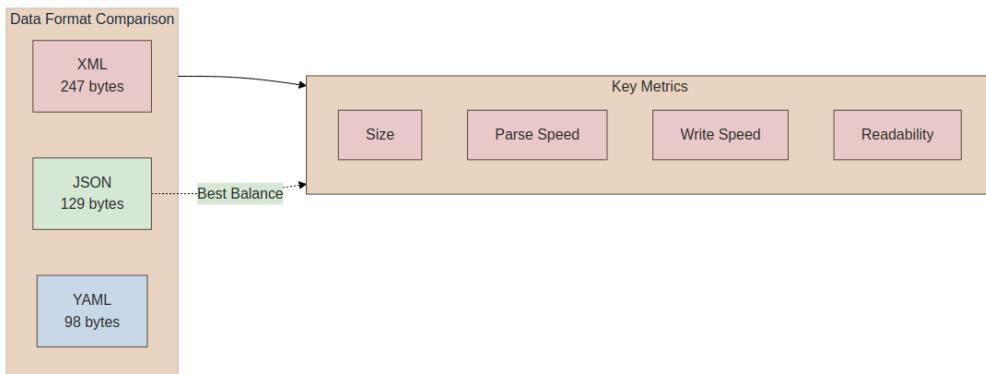 Data Format Comparison
XML
247 bytes
JSON
129 bytes
YAML
98 bytes
Best Balance
Key Metrics
Size
Parse Speed
Write Speed
Readability